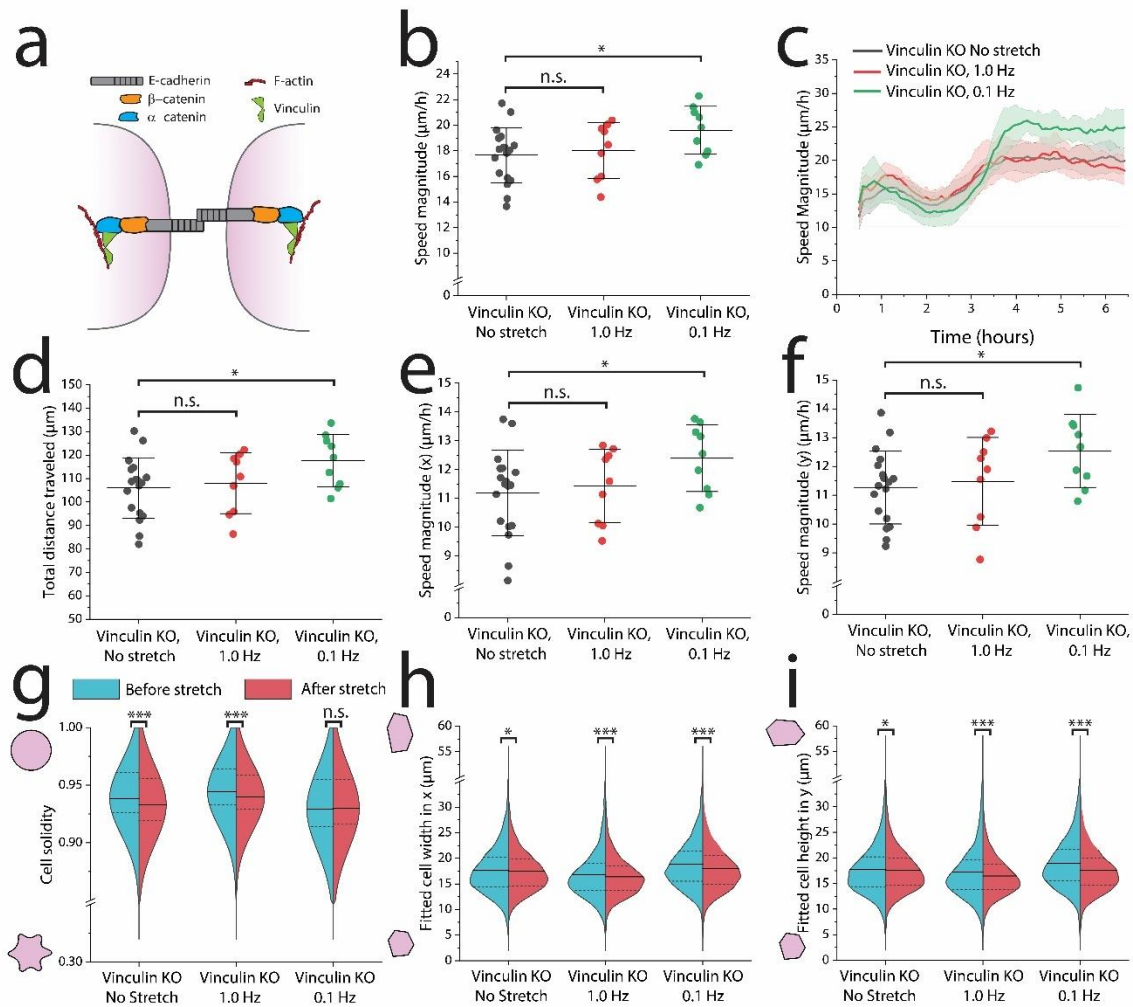 a
E-cadherin
β-catenin
α catenin
F-actin
Vinculin
b
Speed magnitude (µm/h)
24
22
20
18
16
14
12
10
8
0
*
n.s.
Vinculin KO,
No stretch
Vinculin KO,
1.0 Hz
Vinculin KO,
0.1 Hz
c
Vinculin KO No stretch
Vinculin KO, 1.0 Hz
Vinculin KO, 0.1 Hz
Speed Magnitude (µm/h)
35
30
25
20
15
10
5
0
0 1 2 3 4 5 6
Time (hours)
d
Total distance traveled (µm)
150
140
130
120
110
100
90
80
70
60
50
*
n.s.
Vinculin KO,
No stretch
Vinculin KO,
1.0 Hz
Vinculin KO,
0.1 Hz
e
Speed magnitude (x) (µm/h)
15
14
13
12
11
10
9
8
0
*
n.s.
Vinculin KO,
No stretch
Vinculin KO,
1.0 Hz
Vinculin KO,
0.1 Hz
f
Speed magnitude (y) (µm/h)
15
14
13
12
11
10
9
0
*
n.s.
Vinculin KO,
No stretch
Vinculin KO,
1.0 Hz
Vinculin KO,
0.1 Hz
g
Before stretch
After stretch
Cell solidity
1.00
0.95
0.90
0.30
***
***
n.s.
Vinculin KO
No Stretch
Vinculin KO
1.0 Hz
Vinculin KO
0.1 Hz
h
Fitted cell width in x (µm)
60
55
30
25
20
15
10
5
0
*
***
***
Vinculin KO
No Stretch
Vinculin KO
1.0 Hz
Vinculin KO
0.1 Hz
i
Fitted cell height in y (µm)
60
55
30
25
20
15
10
5
0
*
***
***
Vinculin KO
No Stretch
Vinculin KO
1.0 Hz
Vinculin KO
0.1 Hz